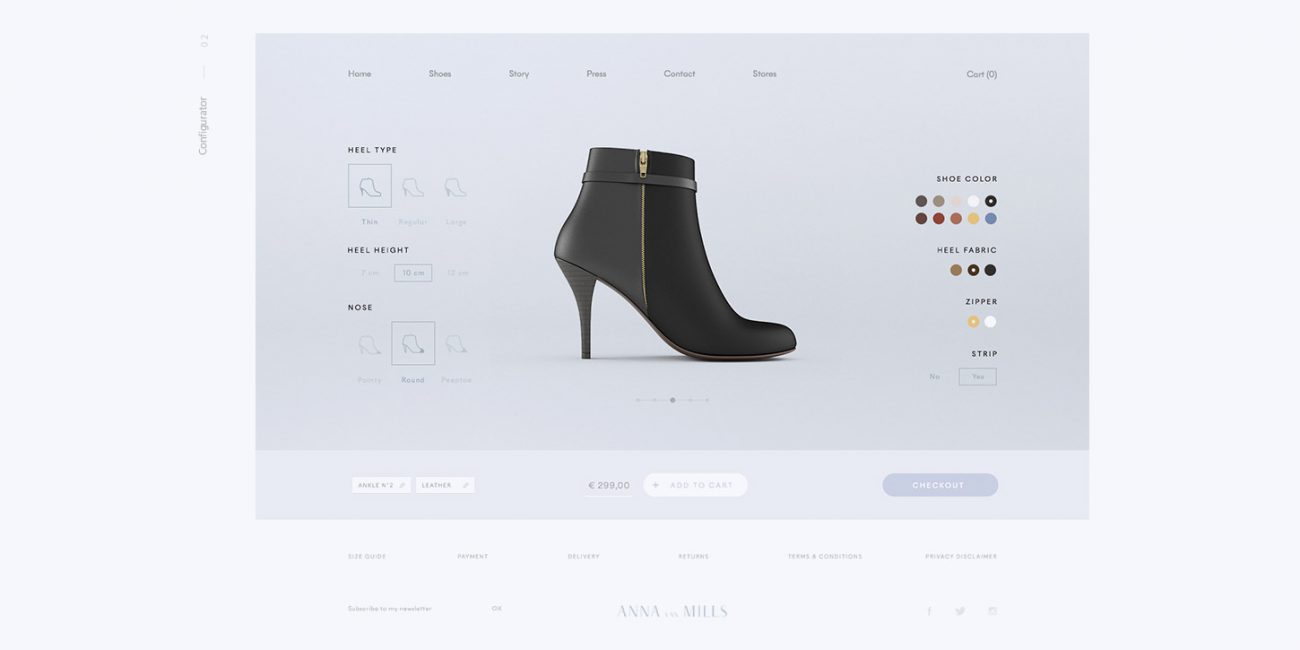 02
Configurator
Home Shoes Story Press Contact Stores Cart (0)
HEEL TYPE
Thin Regular Large
HEEL HEIGHT
7 cm 10 cm 12 cm
NOSE
Pointy Round Peeptoe
SHOE COLOR
HEEL FABRIC
ZIPPER
STRIP
No Yes
ANKLE N°2 LEATHER € 299,00 + ADD TO CART CHECKOUT
SIZE GUIDE PAYMENT DELIVERY RETURNS TERMS & CONDITIONS PRIVACY DISCLAIMER
Subscribe to my newsletter OK ANNA VAN MILLS